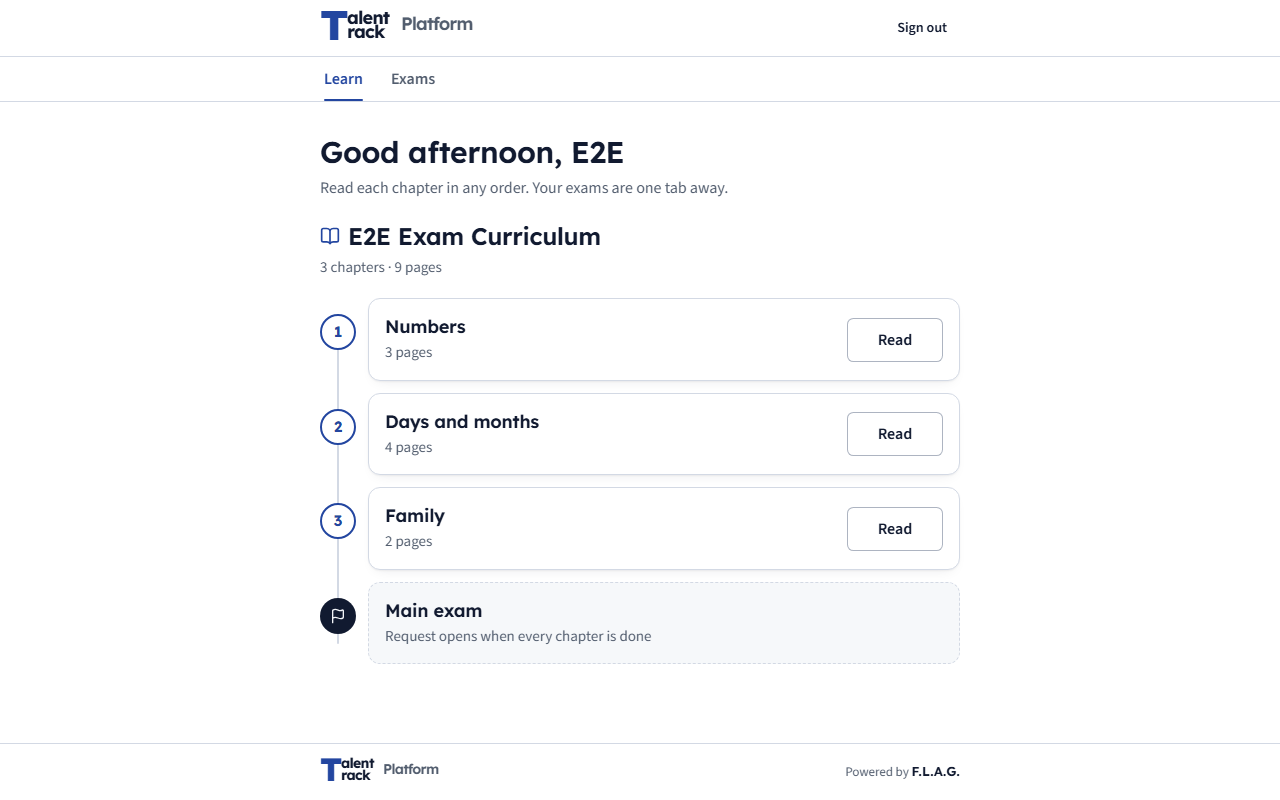 Talent
rack
Platform
Sign out
Learn
Exams
Good afternoon, E2E
Read each chapter in any order. Your exams are one tab away.
E2E Exam Curriculum
3 chapters · 9 pages
1
Numbers
3 pages
Read
2
Days and months
4 pages
Read
3
Family
2 pages
Read
Main exam
Request opens when every chapter is done
Talent
rack
Platform
Powered by F.L.A.G.